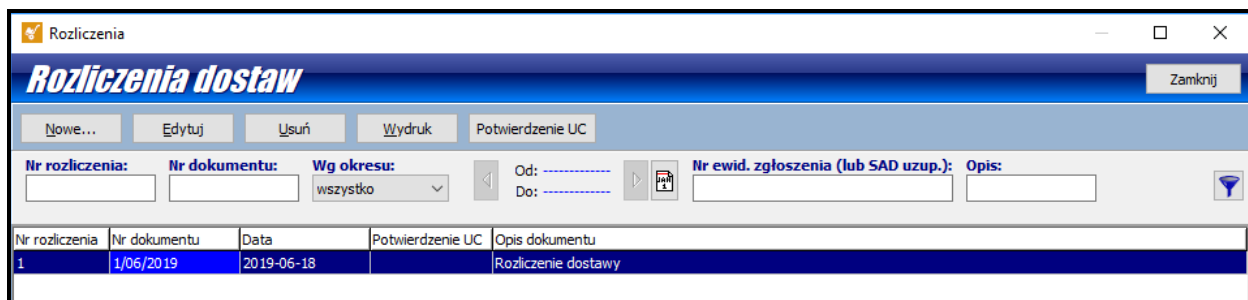 Rozliczenia
Rozliczenia dostaw
Zamknij
Nowe... Edytuj Usuń Wydruk Potwierdzenie UC
Nr rozliczenia: Nr dokumentu: Wg okresu: Od: ------------- Nr ewid. zgłoszenia (lub SAD uzup.): Opis:
wszystko Do: -------------
JAN
1
Nr rozliczenia Nr dokumentu Data Potwierdzenie UC Opis dokumentu
1 1/06/2019 2019-06-18 Rozliczenie dostawy